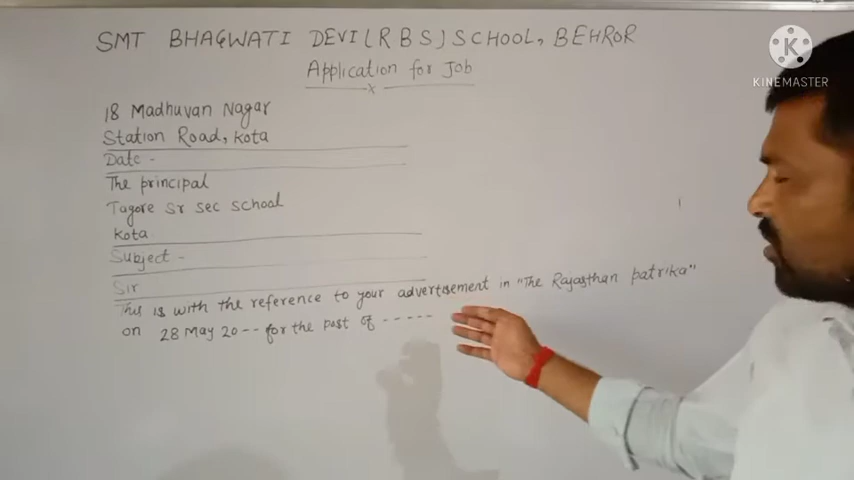 SMT BHAGWATI DEVI (R B S) SCHOOL, BEHROR
Application for Job
x
18 Madhuvan Nagar
Station Road, Kota
Date -
The principal
Tagore Sr Sec School
Kota
Subject -
Sir
This is with the reference to your advertisement in "The Rajasthan patrika"
on 28 May 20-- for the post of -----
K
KINEMASTER